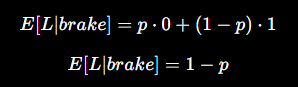 E[L|brake] = p · 0 + (1 − p) · 1
E[L|brake] = 1 − p